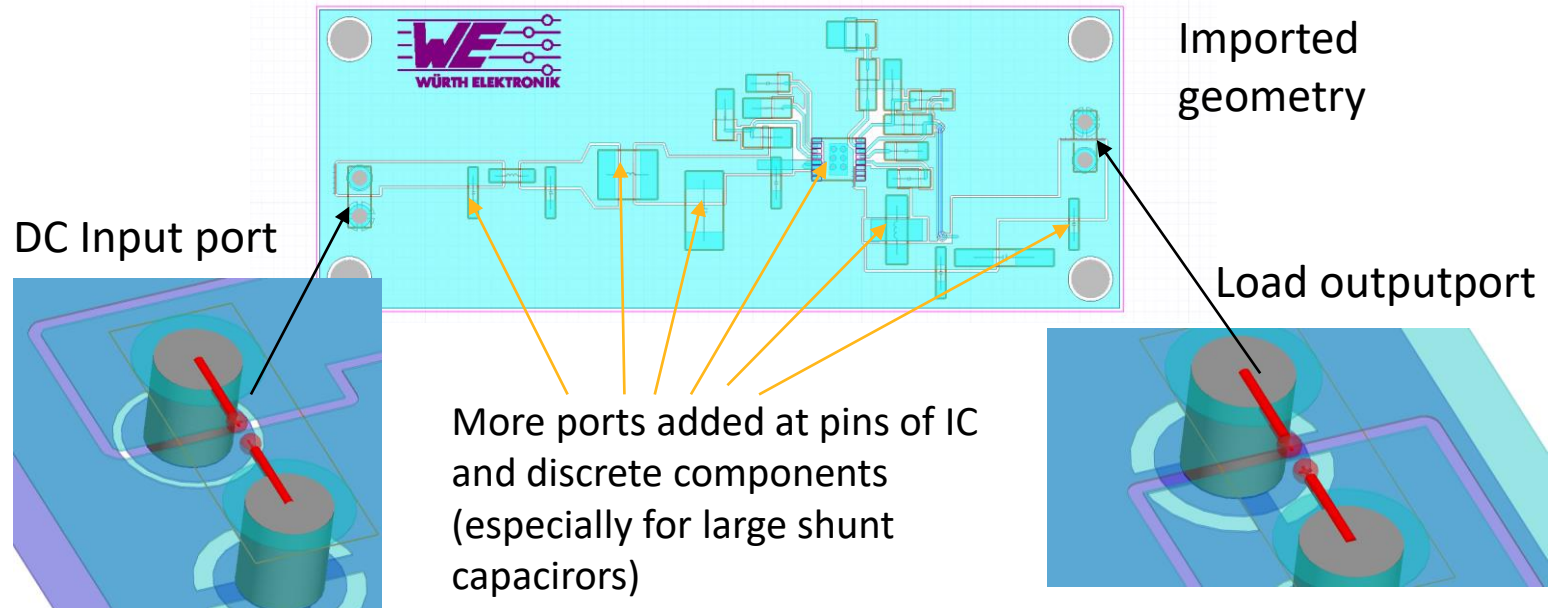 WE
WÜRTH ELEKTRONIK
Imported
geometry
DC Input port
Load outputport
More ports added at pins of IC
and discrete components
(especially for large shunt
capacirors)